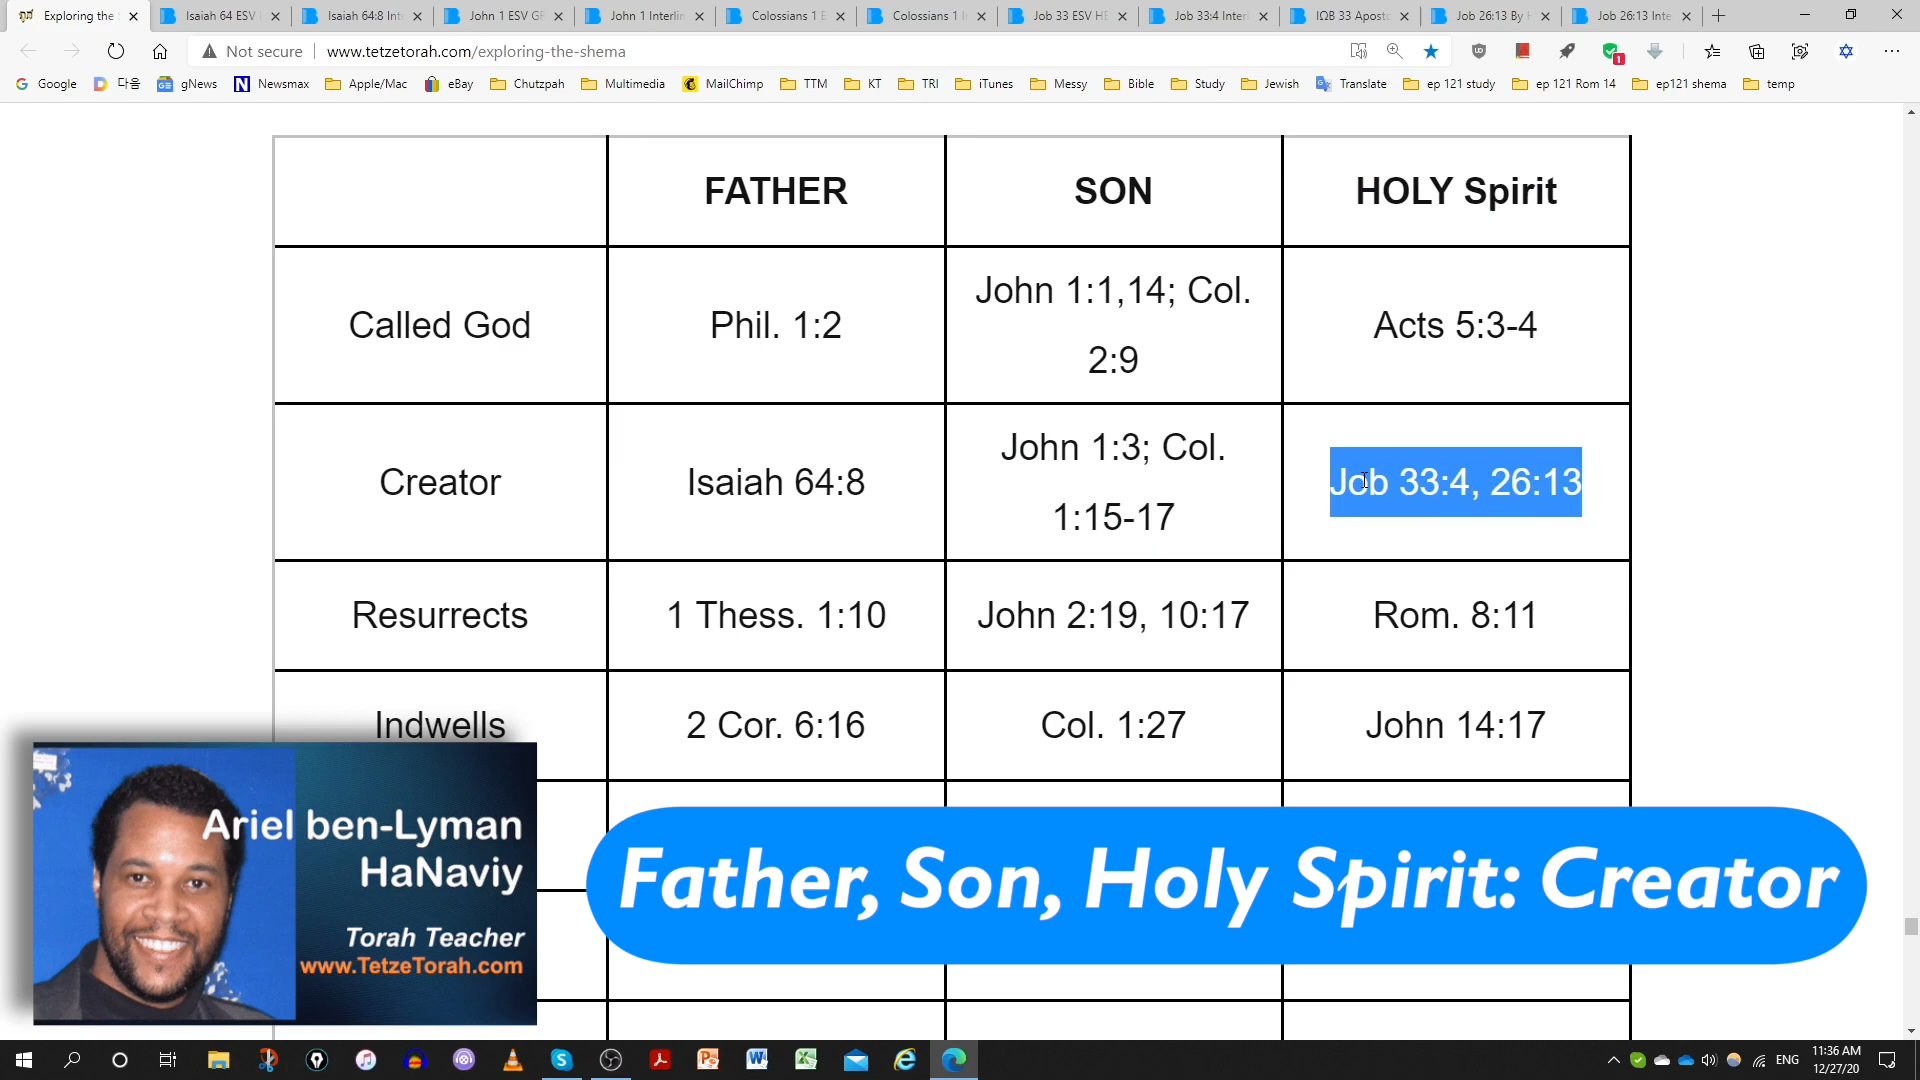 Exploring the
Isaiah 64 ESV
Isaiah 64:8 Int
John 1 ESV GR
John 1 Interlin
Colossians 1 E
Colossians 1 I
Job 33 ESV HE
Job 33:4 Inter
ΙΩΒ 33 Aposto
Job 26:13 By H
Job 26:13 Inte
Not secure
www.tetzetorah.com/exploring-the-shema
Google
다음
gNews
Newsmax
Apple/Mac
eBay
Chutzpah
Multimedia
MailChimp
TTM
KT
TRI
iTunes
Messy
Bible
Study
Jewish
Translate
ep 121 study
ep 121 Rom 14
ep121 shema
temp
FATHER
SON
HOLY Spirit
Called God
Phil. 1:2
John 1:1,14; Col.
2:9
Acts 5:3-4
Creator
Isaiah 64:8
John 1:3; Col.
1:15-17
Job 33:4, 26:13
Resurrects
1 Thess. 1:10
John 2:19, 10:17
Rom. 8:11
Indwells
2 Cor. 6:16
Col. 1:27
John 14:17
Ariel ben-Lyman
HaNaviy
Torah Teacher
www.TetzeTorah.com
Father, Son, Holy Spirit: Creator
ENG
11:36 AM
12/27/20